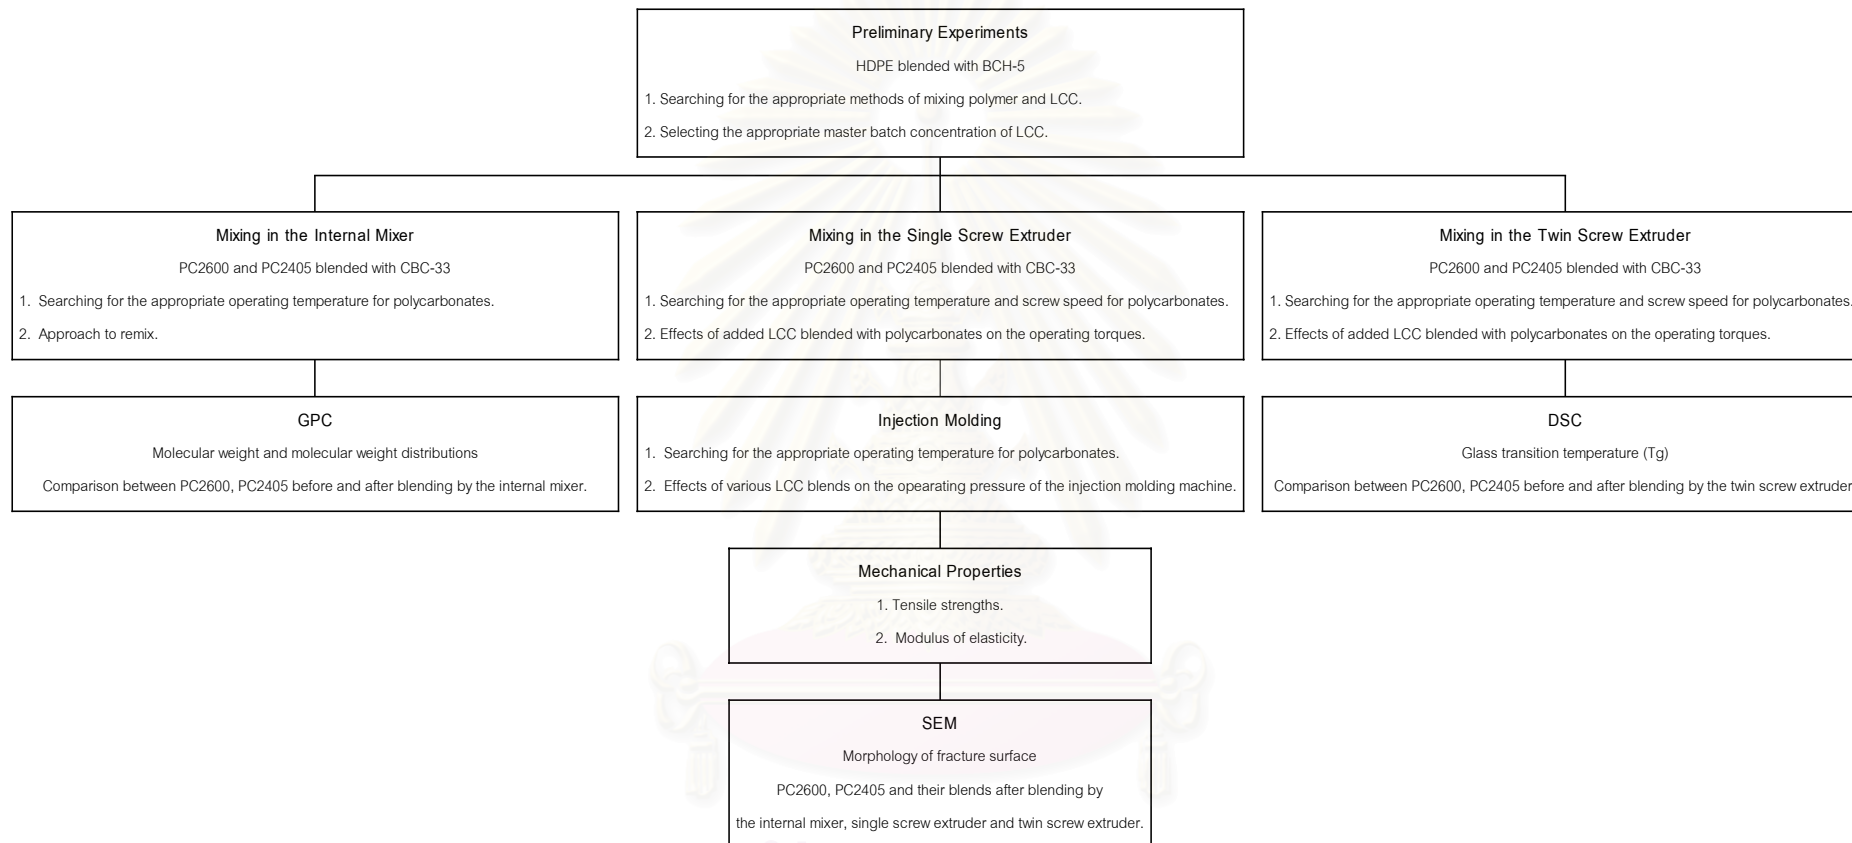 Preliminary Experiments
HDPE blended with BCH-5
1. Searching for the appropriate methods of mixing polymer and LCC.
2. Selecting the appropriate master batch concentration of LCC.
Mixing in the Internal Mixer
PC2600 and PC2405 blended with CBC-33
1. Searching for the appropriate operating temperature for polycarbonates.
2. Approach to remix.
Mixing in the Single Screw Extruder
PC2600 and PC2405 blended with CBC-33
1. Searching for the appropriate operating temperature and screw speed for polycarbonates.
2. Effects of added LCC blended with polycarbonates on the operating torques.
Mixing in the Twin Screw Extruder
PC2600 and PC2405 blended with CBC-33
1. Searching for the appropriate operating temperature and screw speed for polycarbonates.
2. Effects of added LCC blended with polycarbonates on the operating torques.
GPC
Molecular weight and molecular weight distributions
Comparison between PC2600, PC2405 before and after blending by the internal mixer.
Injection Molding
1. Searching for the appropriate operating temperature for polycarbonates.
2. Effects of various LCC blends on the opearating pressure of the injection molding machine.
DSC
Glass transition temperature (Tg)
Comparison between PC2600, PC2405 before and after blending by the twin screw extruder
Mechanical Properties
1. Tensile strengths.
2. Modulus of elasticity.
SEM
Morphology of fracture surface
PC2600, PC2405 and their blends after blending by
the internal mixer, single screw extruder and twin screw extruder.